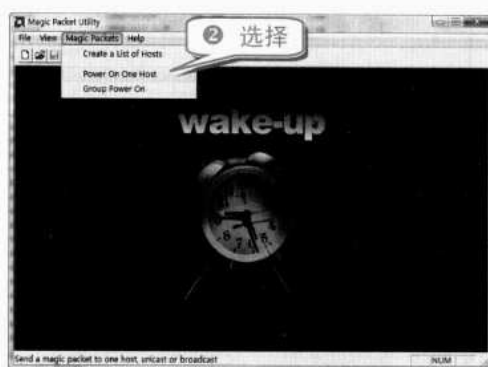 Magic Packet Utility
File View Magic Packets Help
❷ 选择
Create a List of Hosts
Power On One Host
Group Power On
wake-up
Send a magic packet to one host, unicast or broadcast
NUM